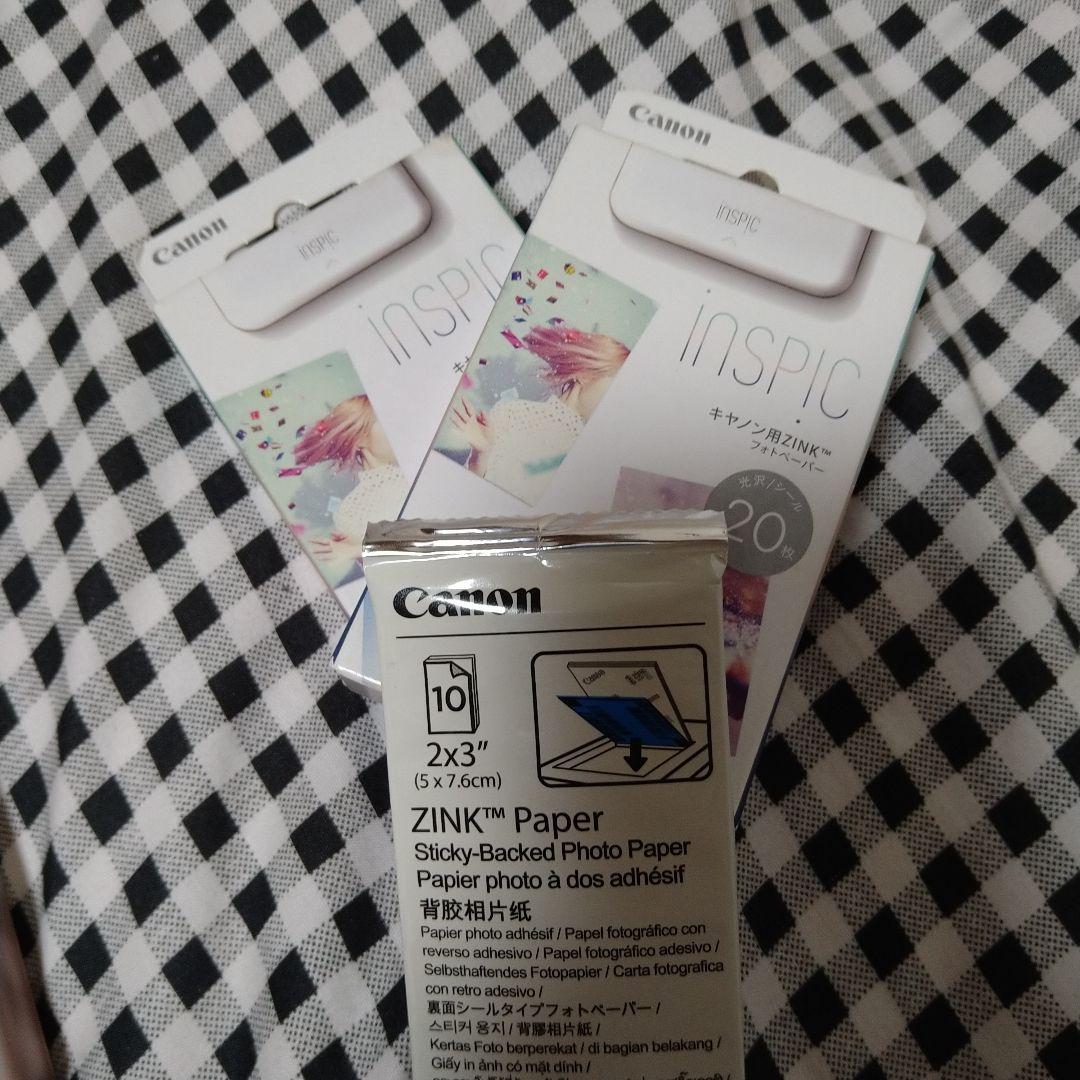 Canon
inspic
inspic
キヤ
Canon
inspic
inspic
キヤノン用ZINK™
フォトペーパー
光沢/シール
20枚
Canon
10
2x3"
(5 x 7.6cm)
Canon
ZINK™ Paper
Sticky-Backed Photo Paper
Papier photo à dos adhésif
背胶相片纸
Papier photo adhésif / Papel fotográfico con
reverso adhesivo / Papel fotográfico adesivo /
Selbsthaftendes Fotopapier / Carta fotografica
con retro adesivo /
裏面シールタイプフォトペーパー /
스티커 용지 / 背膠相片紙 /
Kertas Foto berperekat / di bagian belakang /
Giấy in ảnh có mặt dính /